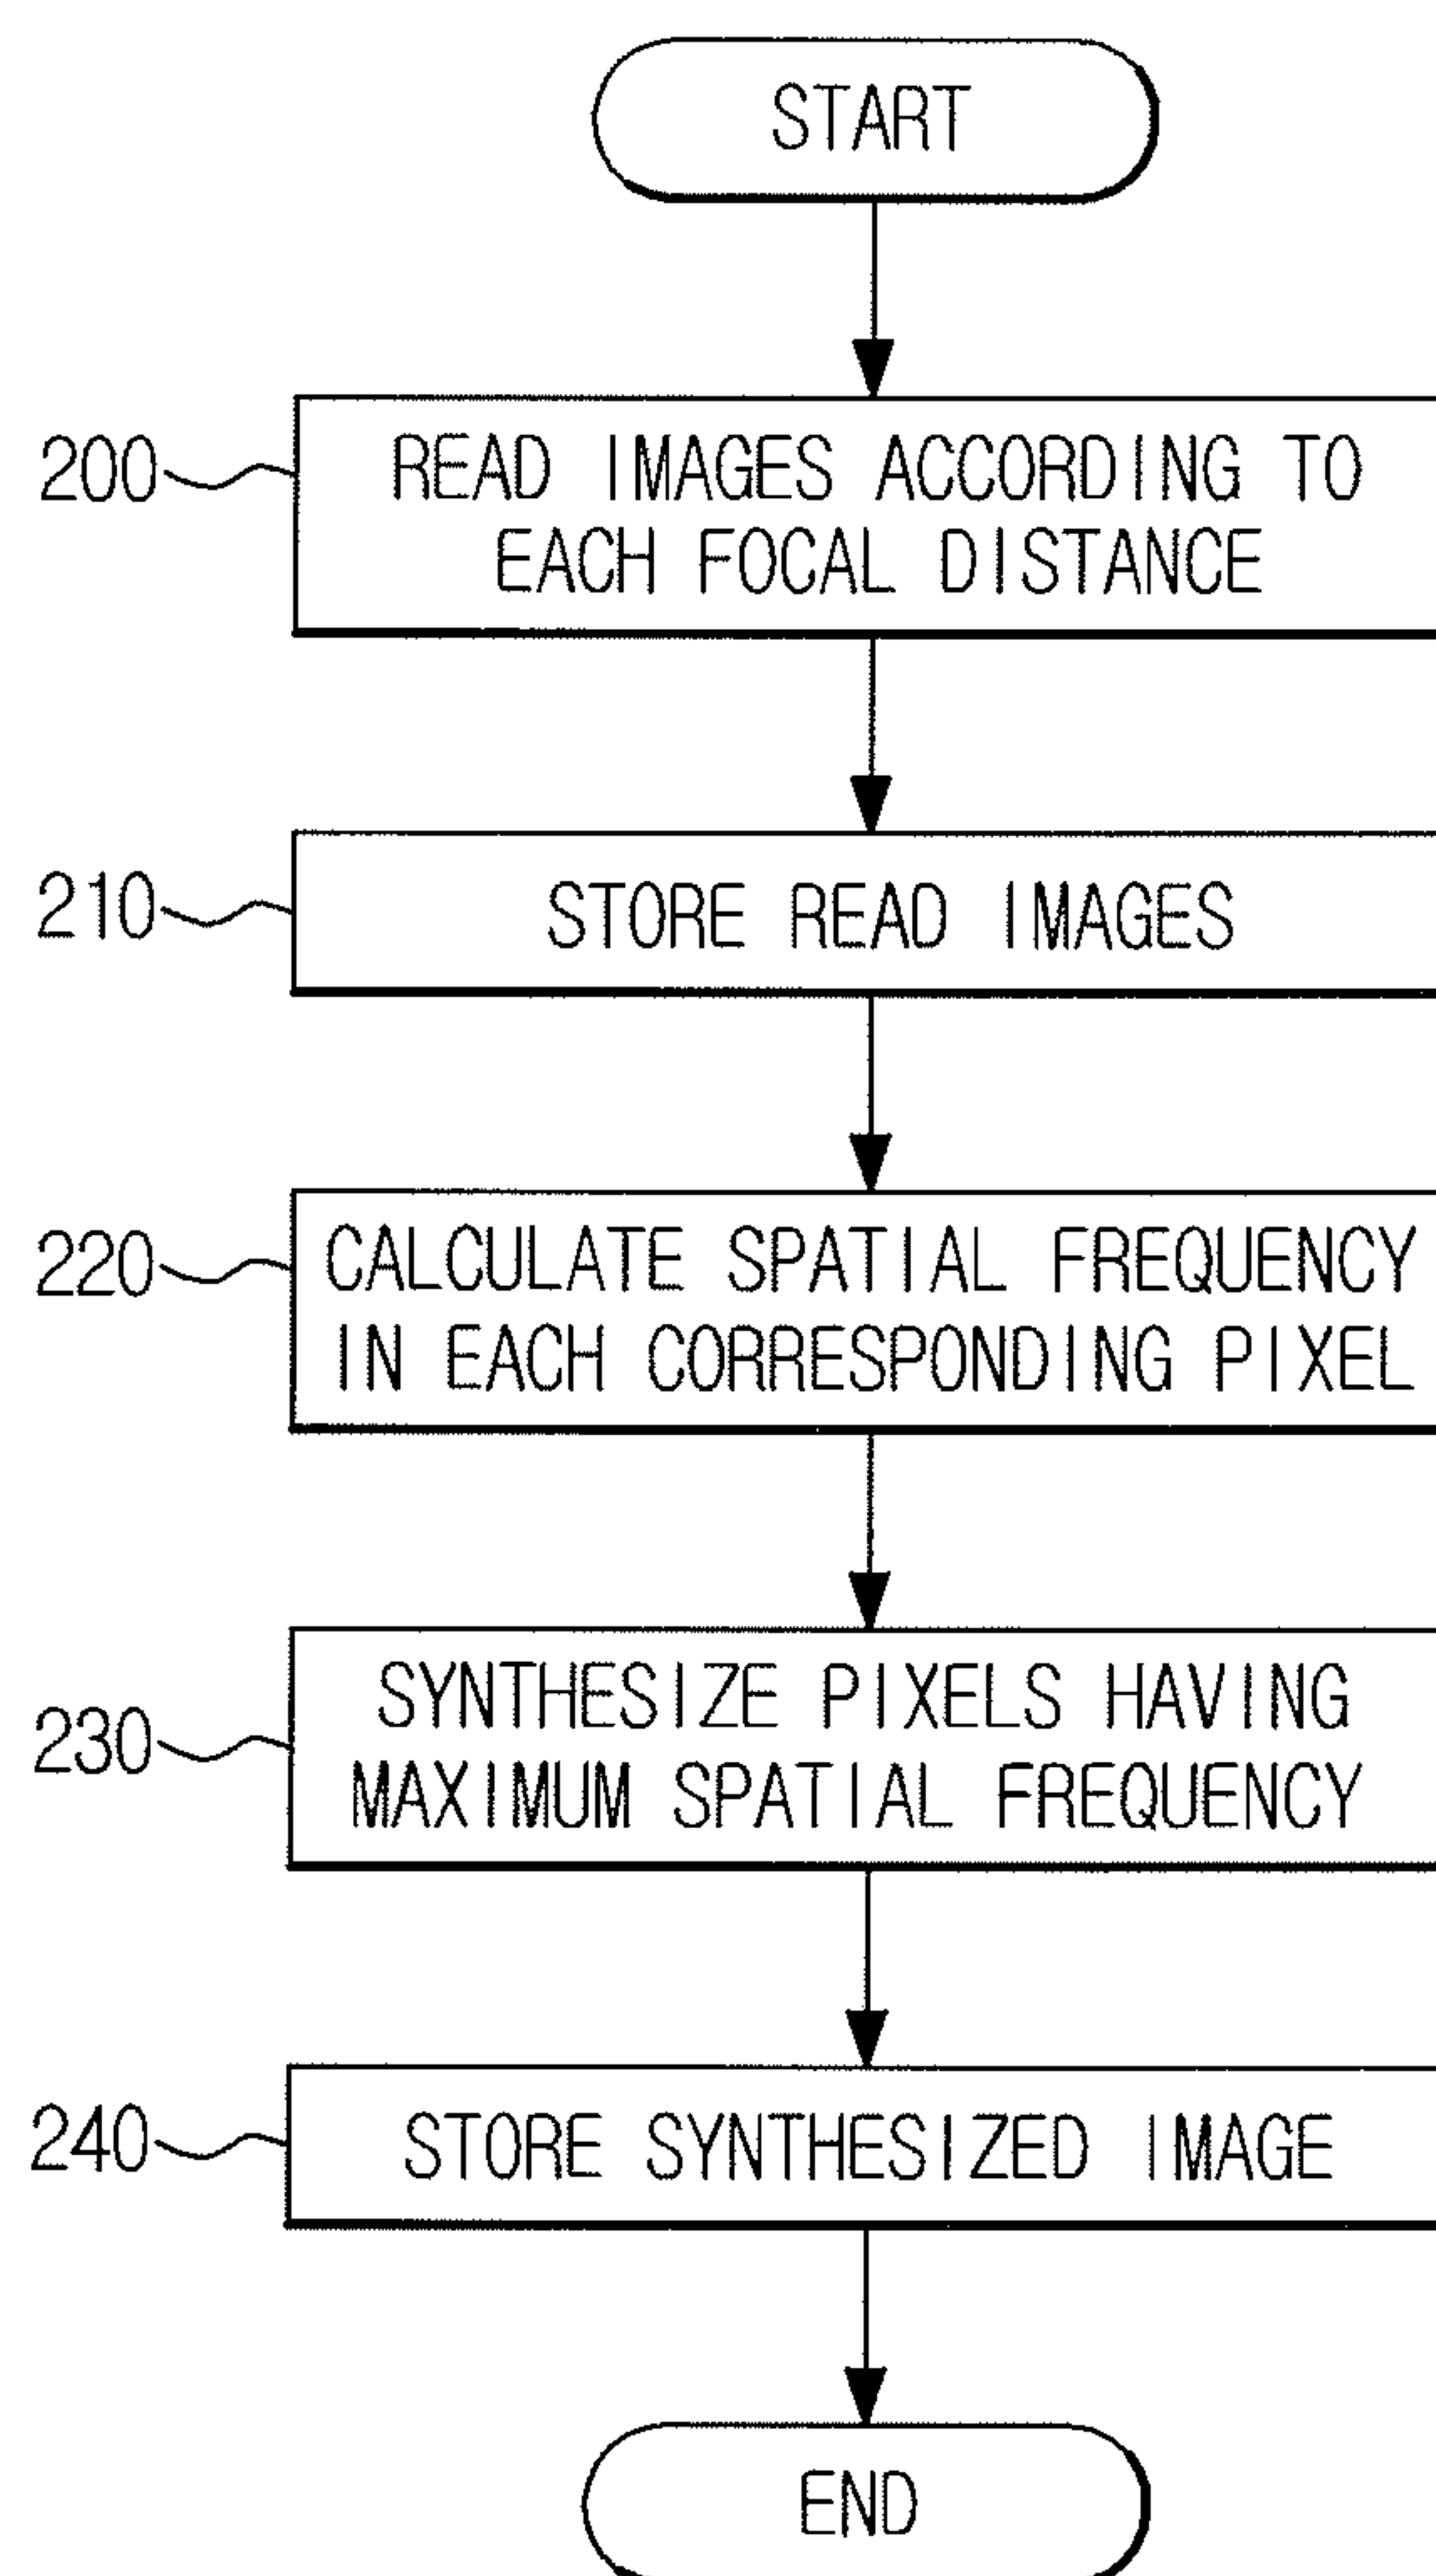 START
200
READ IMAGES ACCORDING TO
EACH FOCAL DISTANCE
210
STORE READ IMAGES
220
CALCULATE SPATIAL FREQUENCY
IN EACH CORRESPONDING PIXEL
230
SYNTHESIZE PIXELS HAVING
MAXIMUM SPATIAL FREQUENCY
240
STORE SYNTHESIZED IMAGE
END